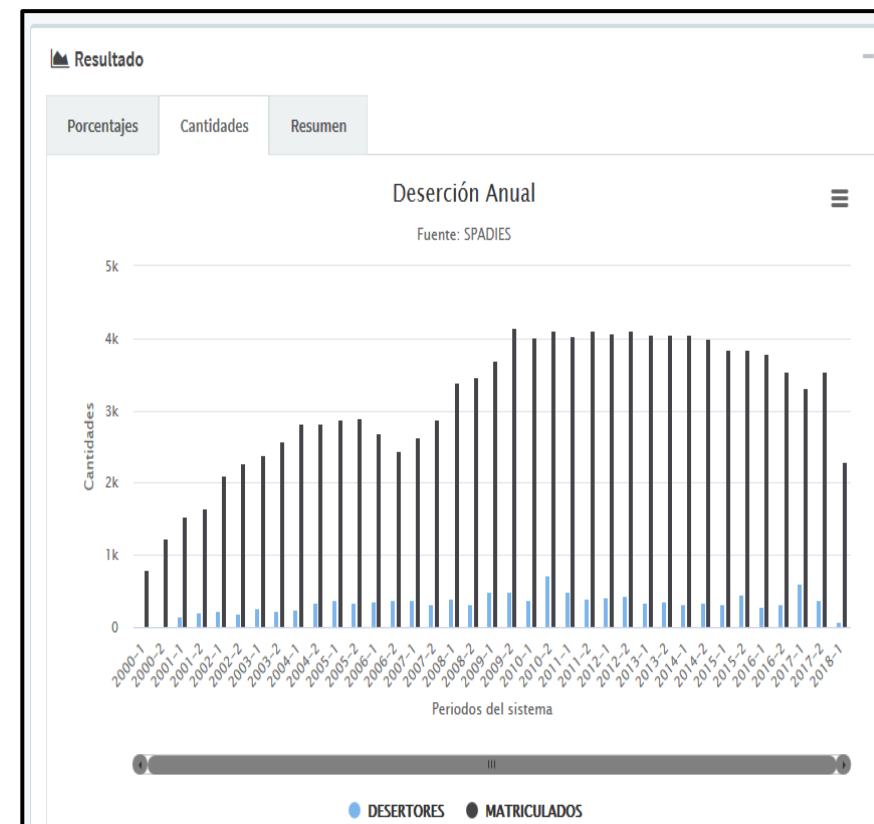 Resultado
Porcentajes Cantidades Resumen
Deserción Anual
Fuente: SPADIES
5k
4k
3k
2k
1k
0
Cantidades
2000-1 2000-2 2001-1 2001-2 2002-1 2002-2 2003-1 2003-2 2004-1 2004-2 2005-1 2005-2 2006-1 2006-2 2007-1 2007-2 2008-1 2008-2 2009-1 2009-2 2010-1 2010-2 2011-1 2011-2 2012-1 2012-2 2013-1 2013-2 2014-1 2014-2 2015-1 2015-2 2016-1 2016-2 2017-1 2017-2 2018-1
Periodos del sistema
DESERTORES MATRICULADOS